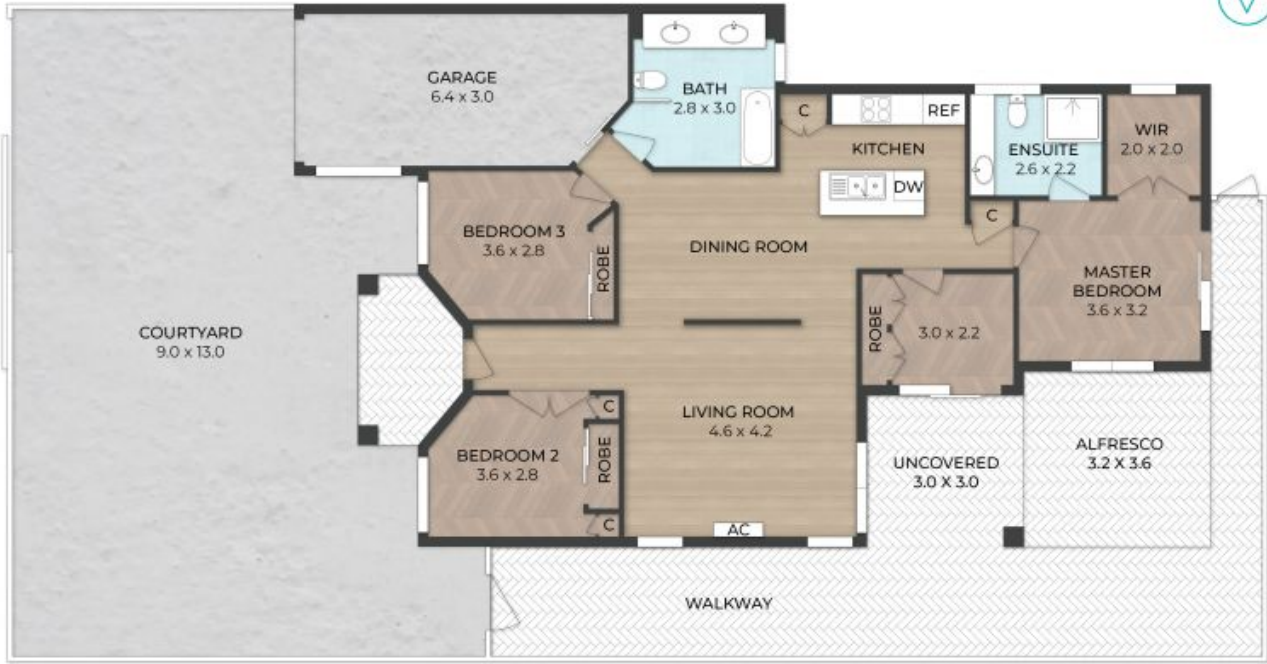 GARAGE
6.4 x 3.0
BATH
2.8 x 3.0
C
REF
KITCHEN
DW
ENSUITE
2.6 x 2.2
WIR
2.0 x 2.0
C
BEDROOM 3
3.6 x 2.8
ROBE
DINING ROOM
MASTER
BEDROOM
3.6 x 3.2
COURTYARD
9.0 x 13.0
ROBE
3.0 x 2.2
LIVING ROOM
4.6 x 4.2
C
BEDROOM 2
3.6 x 2.8
ROBE
C
AC
UNCOVERED
3.0 X 3.0
ALFRESCO
3.2 X 3.6
WALKWAY